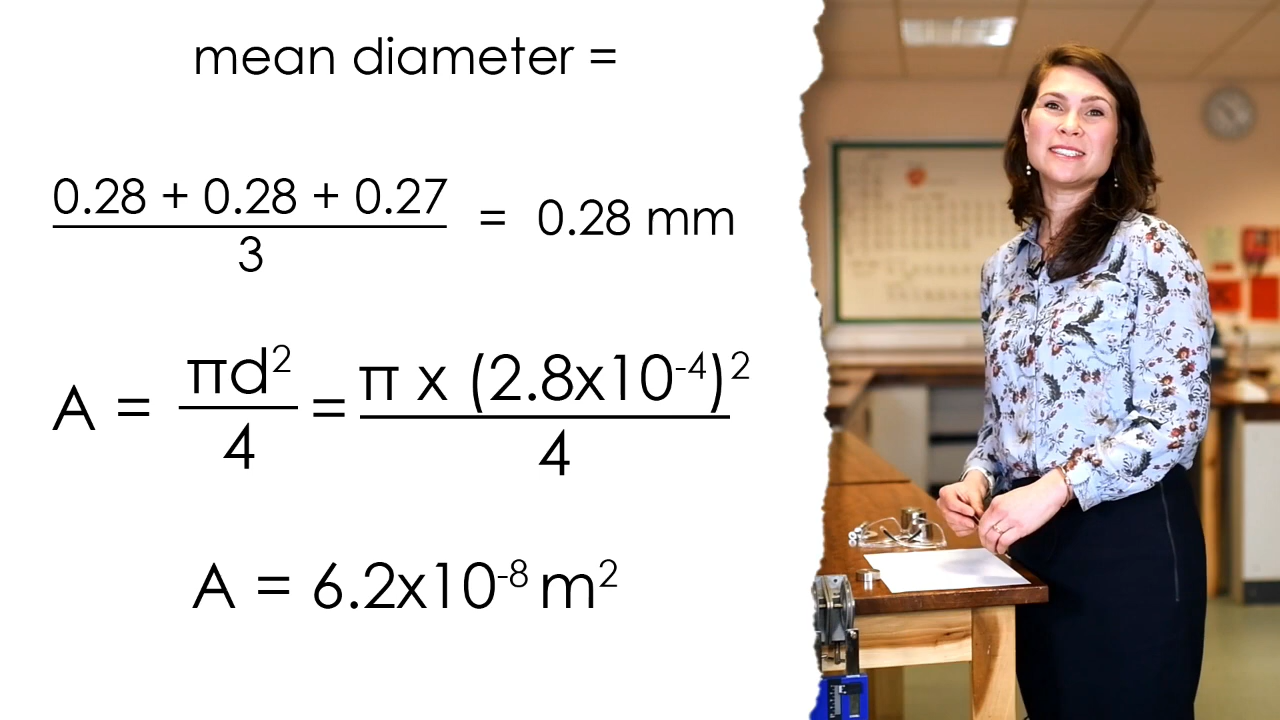 mean diameter =
0.28 + 0.28 + 0.27
3
= 0.28 mm
A = πd²/4 = π x (2.8x10⁻⁴)²/4
A = 6.2x10⁻⁸ m²